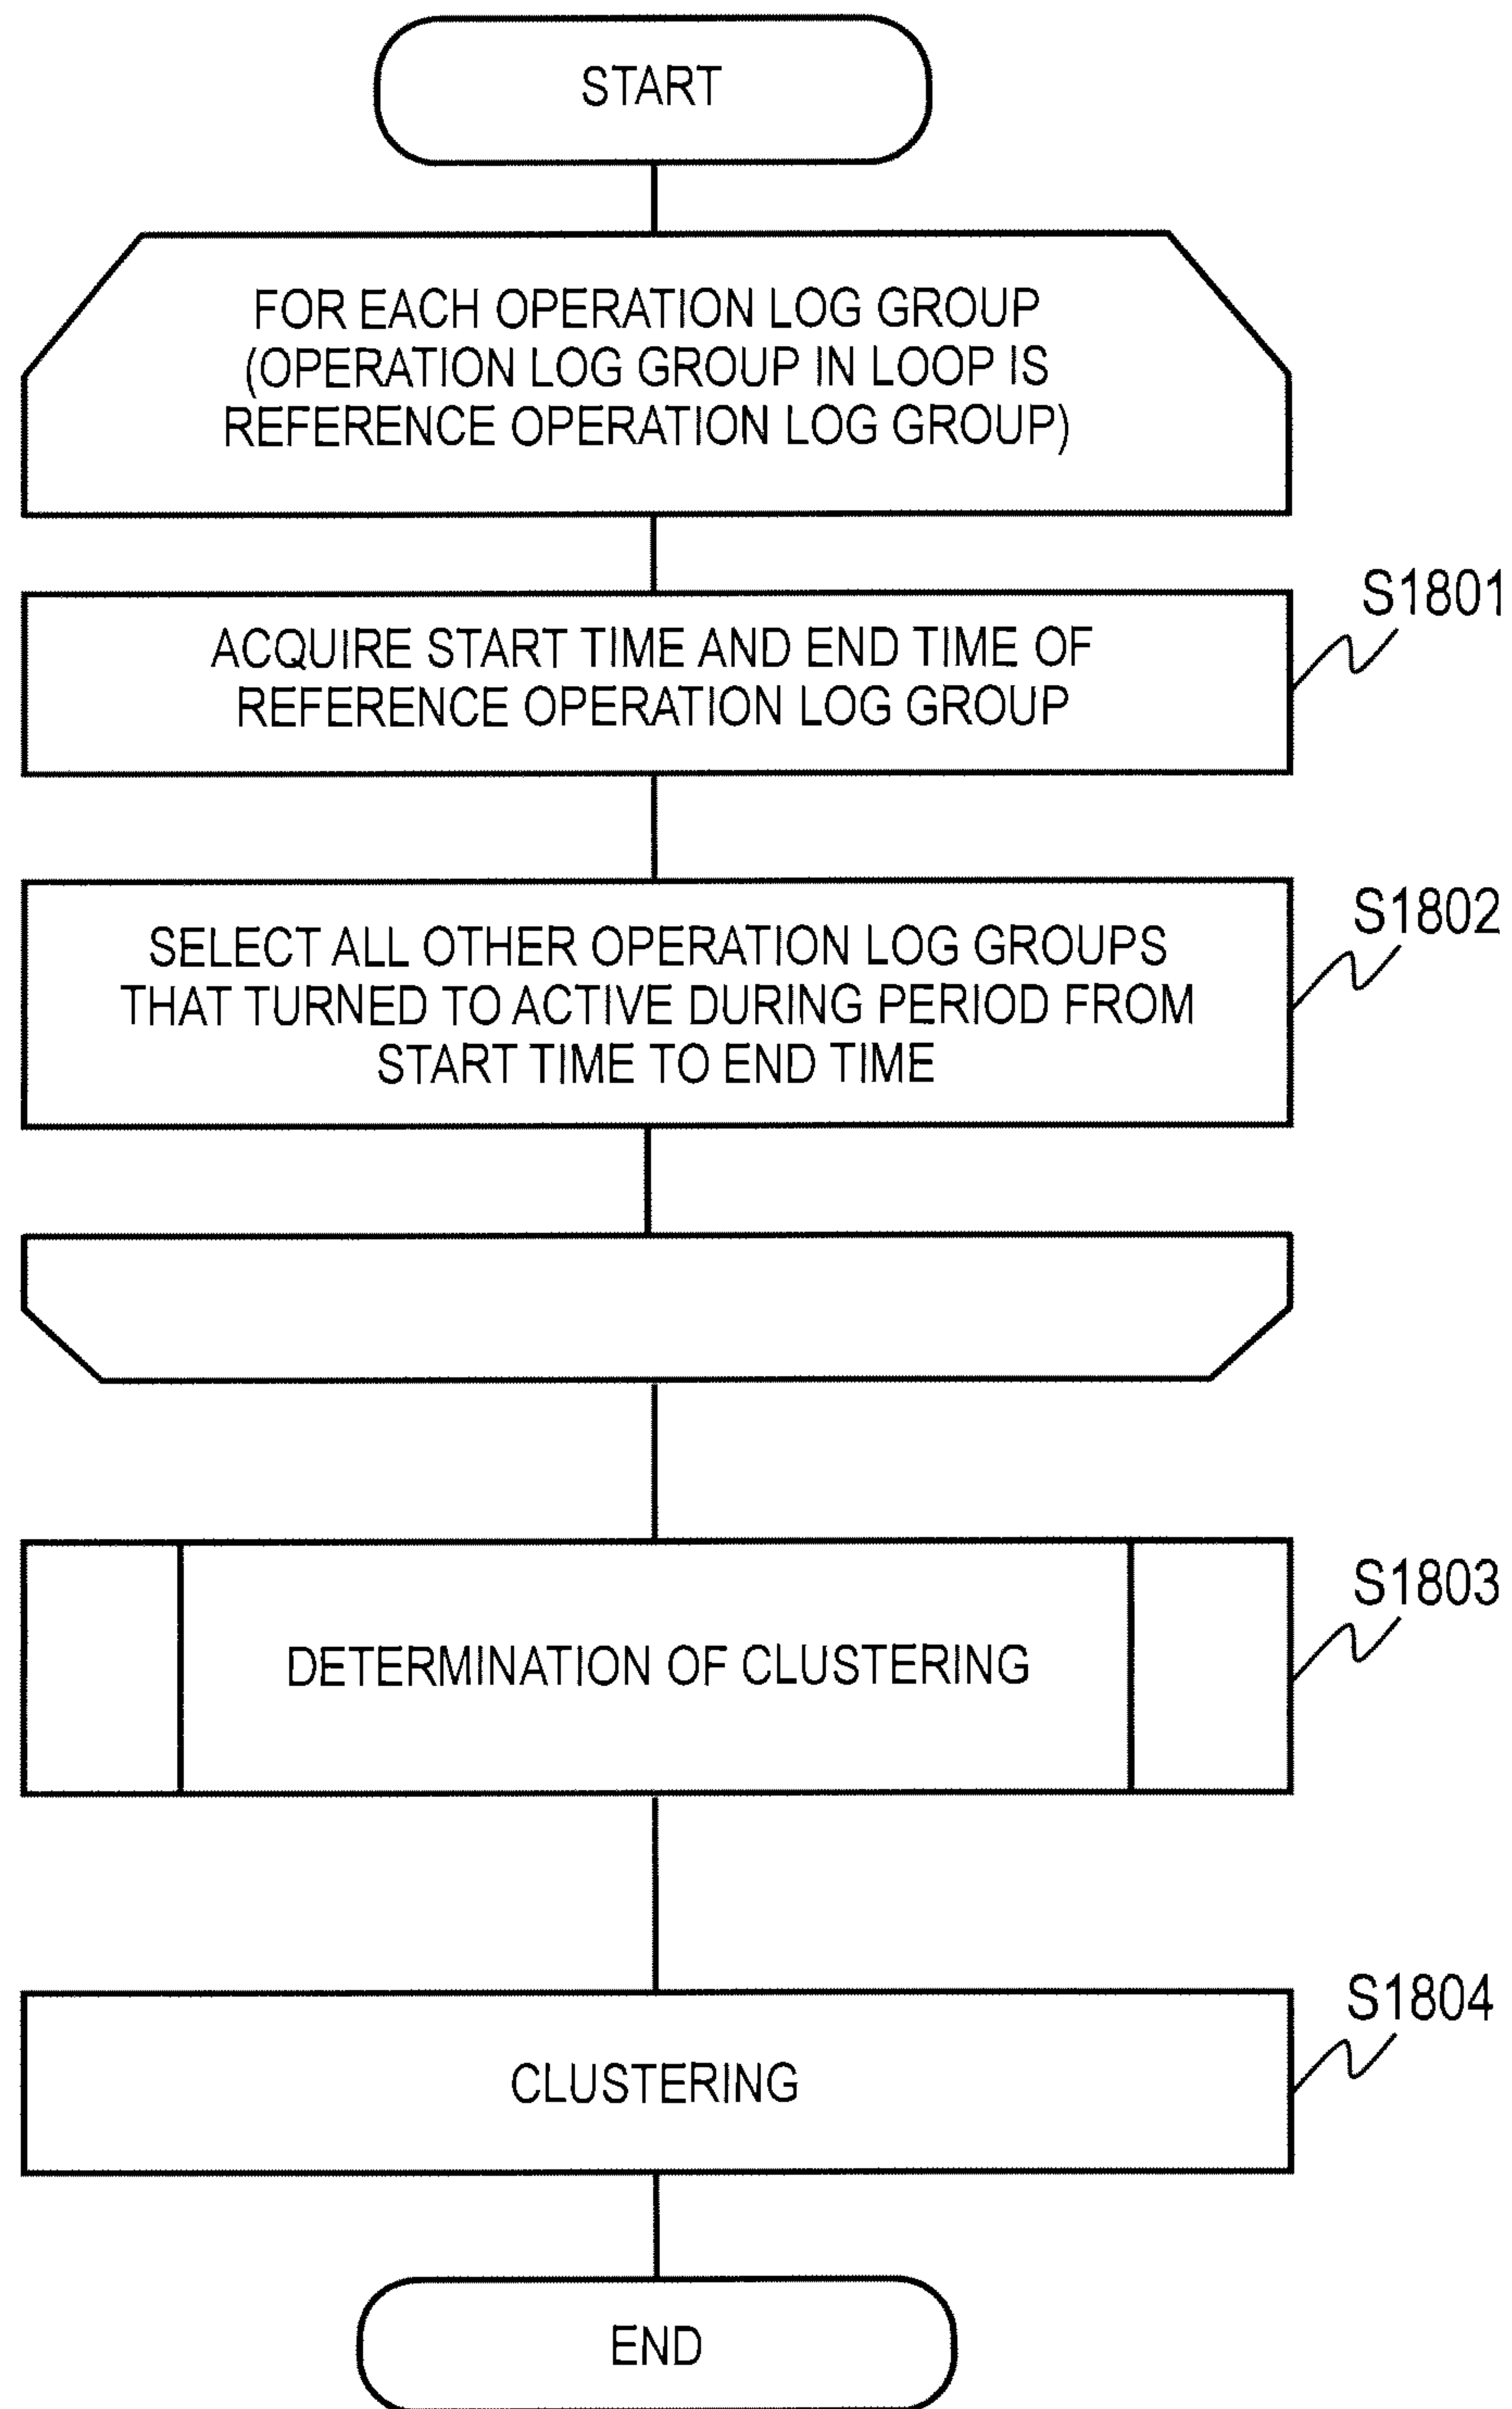 START
FOR EACH OPERATION LOG GROUP
(OPERATION LOG GROUP IN LOOP IS
REFERENCE OPERATION LOG GROUP)
S1801
ACQUIRE START TIME AND END TIME OF
REFERENCE OPERATION LOG GROUP
S1802
SELECT ALL OTHER OPERATION LOG GROUPS
THAT TURNED TO ACTIVE DURING PERIOD FROM
START TIME TO END TIME
S1803
DETERMINATION OF CLUSTERING
S1804
CLUSTERING
END